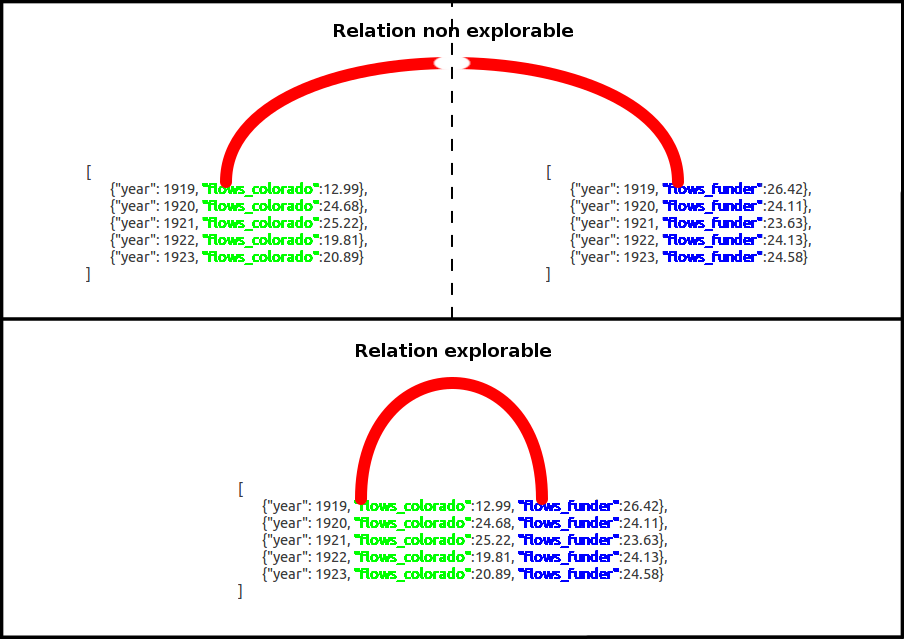 Relation non explorable
[
{"year": 1919, "flows_colorado":12.99},
{"year": 1920, "flows_colorado":24.68},
{"year": 1921, "flows_colorado":25.22},
{"year": 1922, "flows_colorado":19.81},
{"year": 1923, "flows_colorado":20.89}
]
[
{"year": 1919, "flows_funder":26.42},
{"year": 1920, "flows_funder":24.11},
{"year": 1921, "flows_funder":23.63},
{"year": 1922, "flows_funder":24.13},
{"year": 1923, "flows_funder":24.58}
]
Relation explorable
[
{"year": 1919, "flows_colorado":12.99, "flows_funder":26.42},
{"year": 1920, "flows_colorado":24.68, "flows_funder":24.11},
{"year": 1921, "flows_colorado":25.22, "flows_funder":23.63},
{"year": 1922, "flows_colorado":19.81, "flows_funder":24.13},
{"year": 1923, "flows_colorado":20.89, "flows_funder":24.58}
]